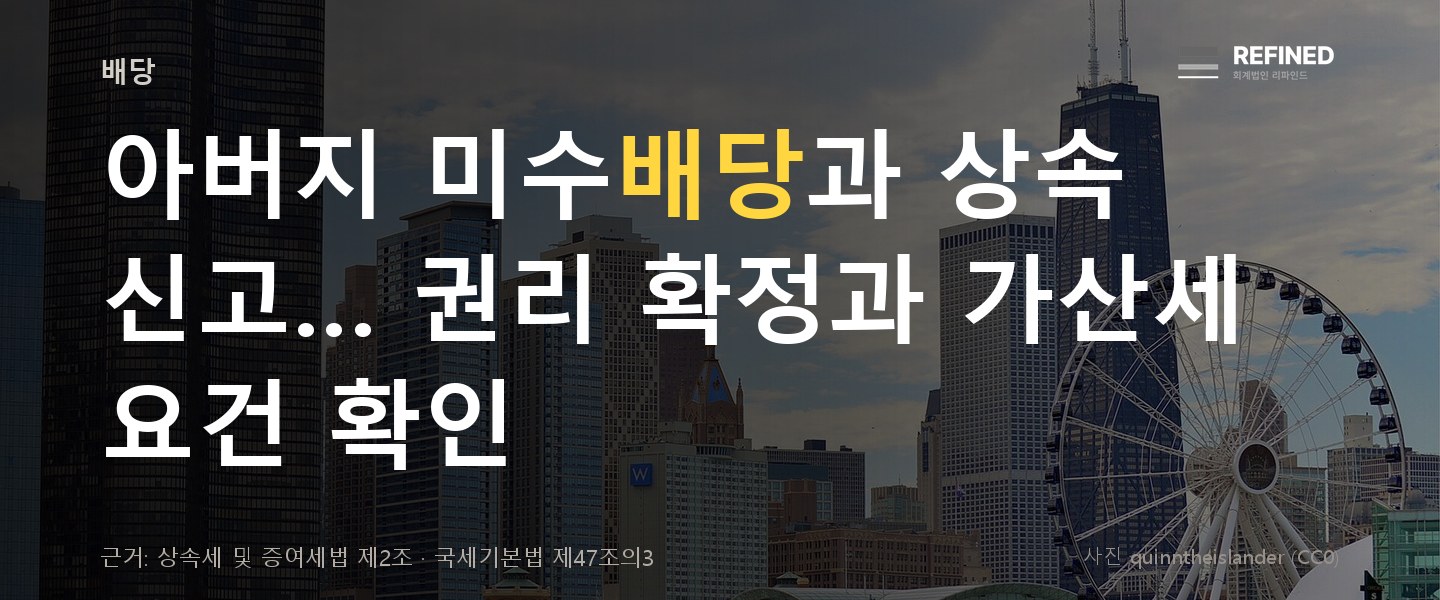 배당
REFINED
회계법인 리파인드
아버지 미수배당과 상속
신고... 권리 확정과 가산세
요건 확인
W
근거: 상속세 및 증여세법 제2조 · 국세기본법 제47조의3
사진 quinntheislander (CC0)